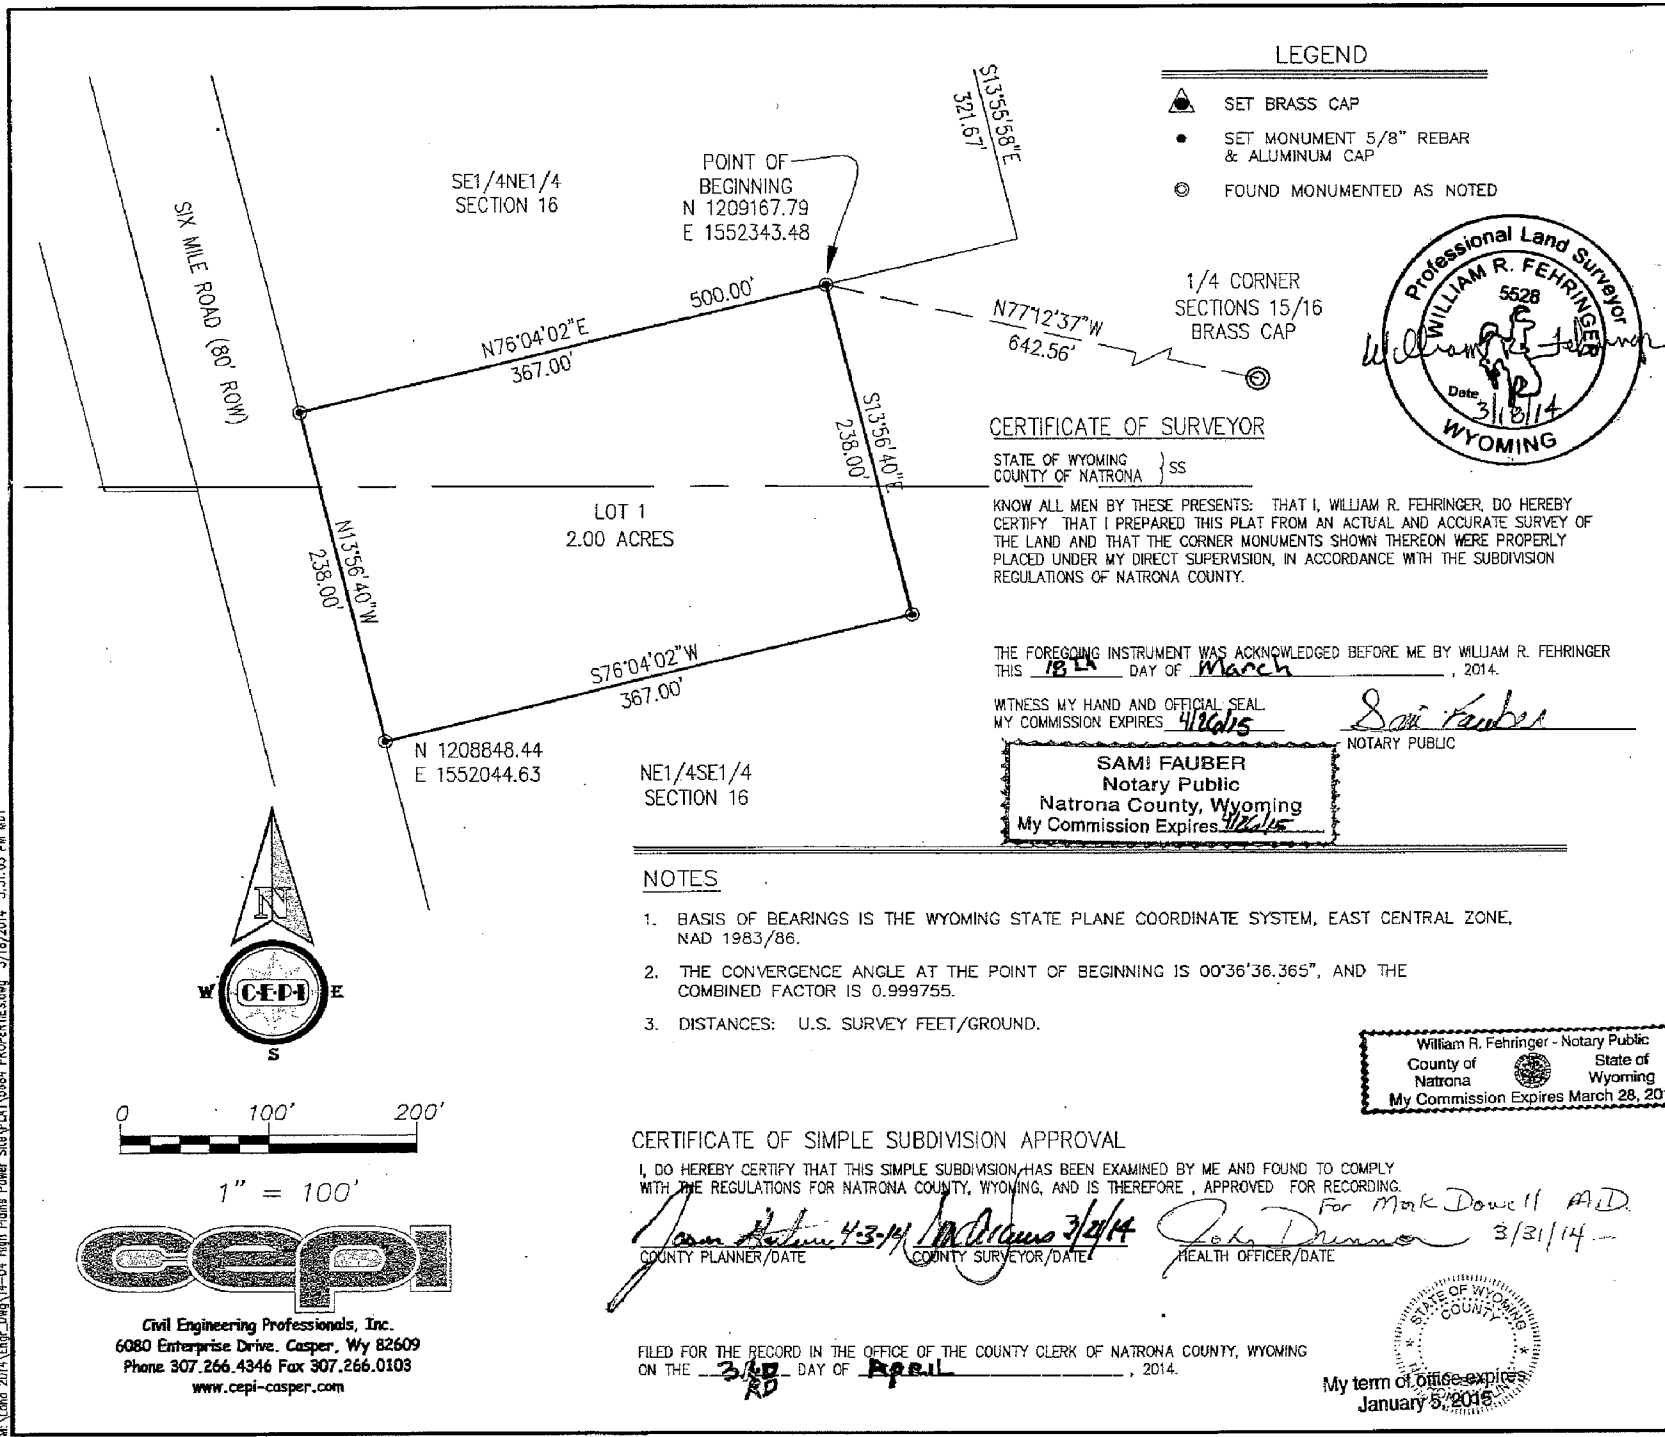 LEGEND
SET BRASS CAP
SET MONUMENT 5/8" REBAR
& ALUMINUM CAP
FOUND MONUMENTED AS NOTED
S13°55'58"E
321.67'
POINT OF
BEGINNING
N 1209167.79
E 1552343.48
SE1/4NE1/4
SECTION 16
SIX MILE ROAD (80' ROW)
500.00'
N76°04'02"E
367.00'
N77°12'37"W
642.56'
1/4 CORNER
SECTIONS 15/16
BRASS CAP
Professional Land Surveyor
WILLIAM R. FEHRINGER
5528
Date 3/18/14
WYOMING
S13°56'40"E
238.00'
LOT 1
2.00 ACRES
N13°56'40"W
238.00'
S76°04'02"W
367.00'
N 1208848.44
E 1552044.63
NE1/4SE1/4
SECTION 16
CERTIFICATE OF SURVEYOR
STATE OF WYOMING
COUNTY OF NATRONA } SS
KNOW ALL MEN BY THESE PRESENTS: THAT I, WILLIAM R. FEHRINGER, DO HEREBY
CERTIFY THAT I PREPARED THIS PLAT FROM AN ACTUAL AND ACCURATE SURVEY OF
THE LAND AND THAT THE CORNER MONUMENTS SHOWN THEREON WERE PROPERLY
PLACED UNDER MY DIRECT SUPERVISION, IN ACCORDANCE WITH THE SUBDIVISION
REGULATIONS OF NATRONA COUNTY.
THE FOREGOING INSTRUMENT WAS ACKNOWLEDGED BEFORE ME BY WILLIAM R. FEHRINGER
THIS 18th DAY OF March, 2014.
WITNESS MY HAND AND OFFICIAL SEAL.
MY COMMISSION EXPIRES 4/26/15
Sami Fauber
NOTARY PUBLIC
SAMI FAUBER
Notary Public
Natrona County, Wyoming
My Commission Expires 4/26/15
NOTES
1. BASIS OF BEARINGS IS THE WYOMING STATE PLANE COORDINATE SYSTEM, EAST CENTRAL ZONE,
NAD 1983/86.
2. THE CONVERGENCE ANGLE AT THE POINT OF BEGINNING IS 00°36'36.365", AND THE
COMBINED FACTOR IS 0.999755.
3. DISTANCES: U.S. SURVEY FEET/GROUND.
N
W C·E·P·I E
S
0 100' 200'
1" = 100'
cepi
Civil Engineering Professionals, Inc.
6080 Enterprise Drive. Casper, Wy 82609
Phone 307.266.4346 Fax 307.266.0103
www.cepi-casper.com
William R. Fehringer - Notary Public
County of Natrona State of Wyoming
My Commission Expires March 28, 20
CERTIFICATE OF SIMPLE SUBDIVISION APPROVAL
I, DO HEREBY CERTIFY THAT THIS SIMPLE SUBDIVISION HAS BEEN EXAMINED BY ME AND FOUND TO COMPLY
WITH THE REGULATIONS FOR NATRONA COUNTY, WYOMING, AND IS THEREFORE , APPROVED FOR RECORDING.
For Mark Dowell M.D.
4-3-14 3/21/14 3/31/14
COUNTY PLANNER/DATE COUNTY SURVEYOR/DATE HEALTH OFFICER/DATE
FILED FOR THE RECORD IN THE OFFICE OF THE COUNTY CLERK OF NATRONA COUNTY, WYOMING
ON THE 3RD DAY OF APRIL, 2014.
STATE OF WYOMING
COUNTY
My term of office expires
January 5, 2015